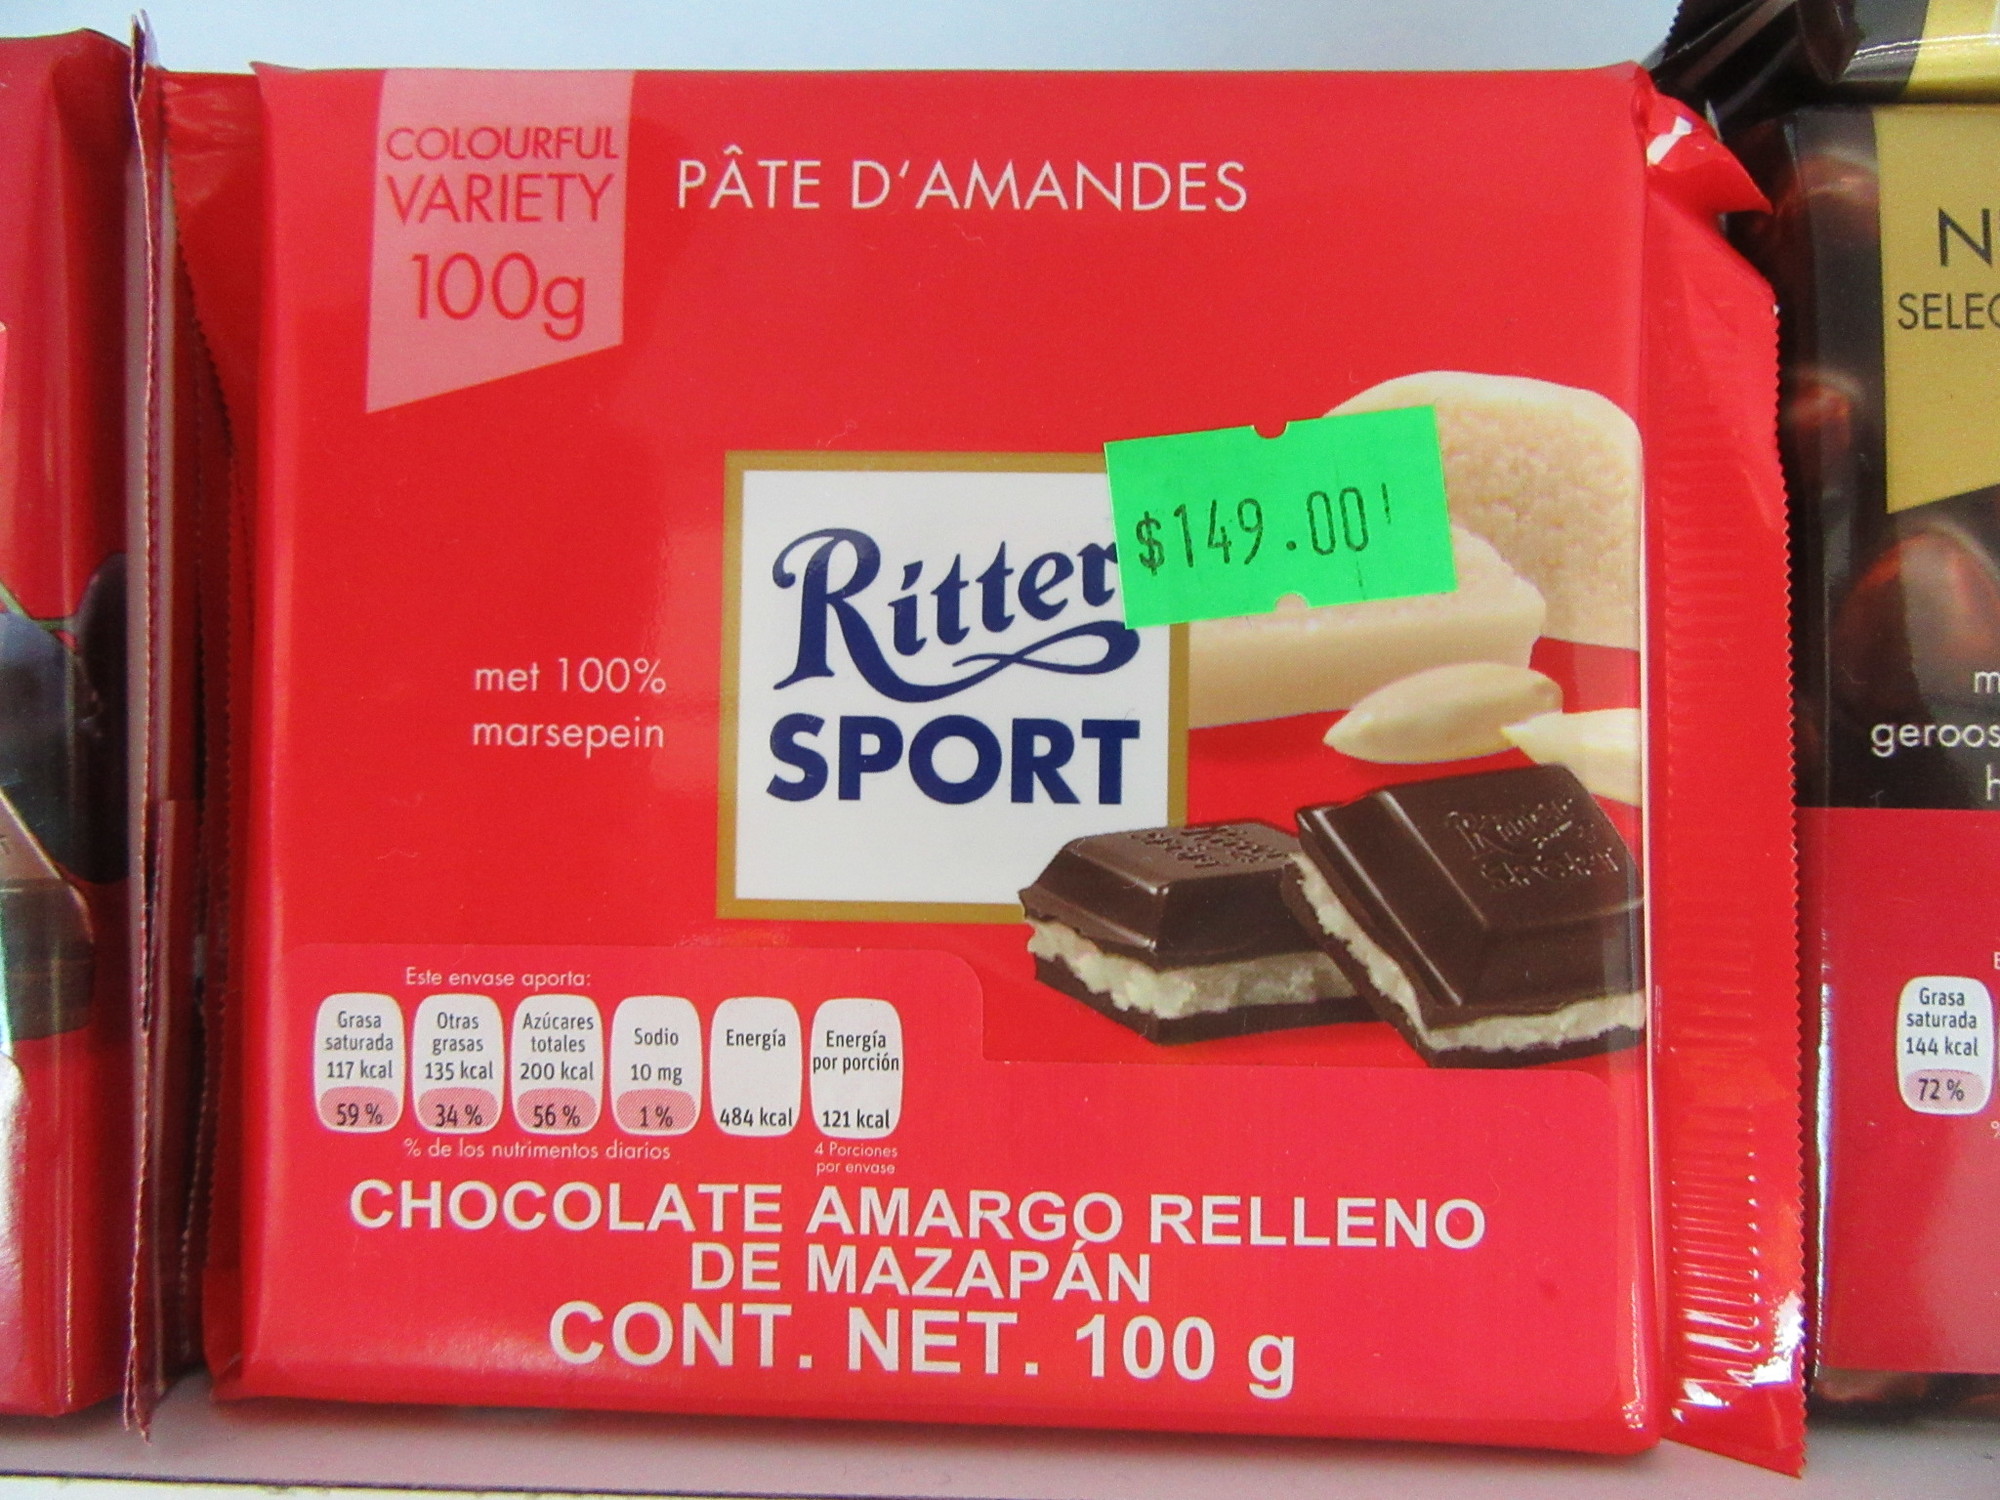 COLOURFUL
VARIETY
100g
PÂTE D'AMANDES
$149.00
Ritter
SPORT
met 100%
marsepein
Este envase aporta:
Grasa saturada 117 kcal 59 %
Otras grasas 135 kcal 34 %
Azúcares totales 200 kcal 56 %
Sodio 10 mg 1 %
Energía 484 kcal
Energía por porción 121 kcal
% de los nutrimentos diarios
4 Porciones
por envase
CHOCOLATE AMARGO RELLENO
DE MAZAPÁN
CONT. NET. 100 g
Grasa
saturada
144 kcal
72 %